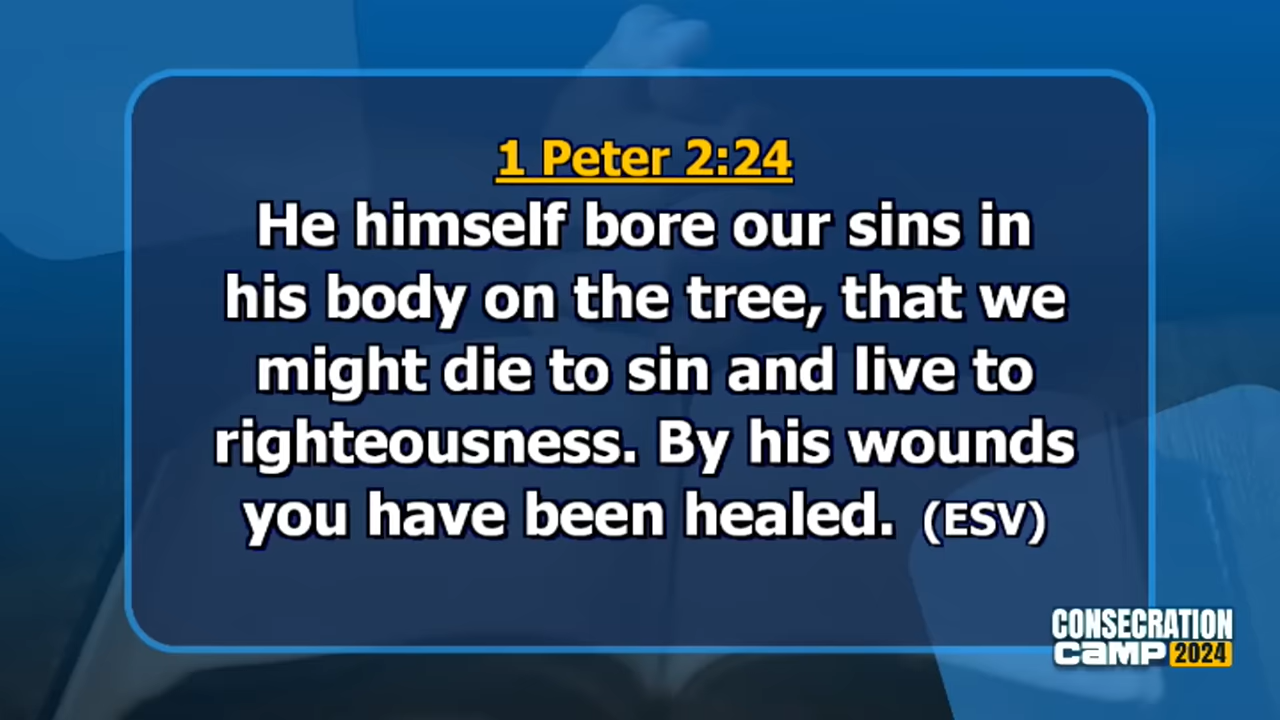 1 Peter 2:24
He himself bore our sins in
his body on the tree, that we
might die to sin and live to
righteousness. By his wounds
you have been healed. (ESV)
CONSECRATION
CAMP 2024